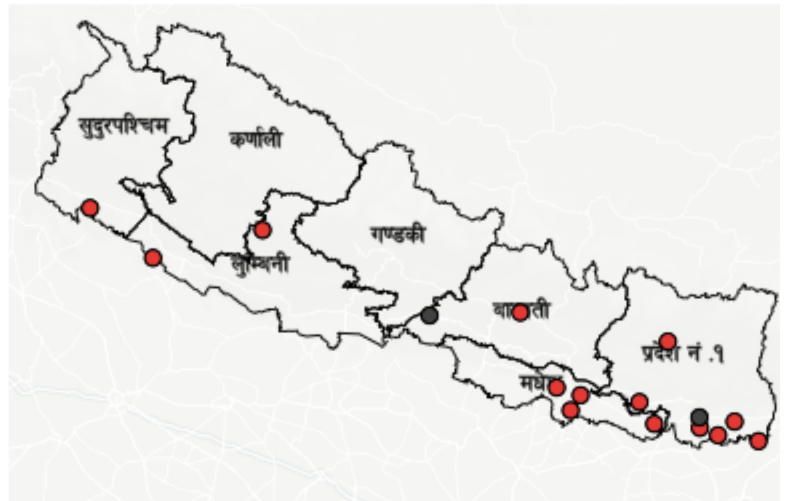 सुदुरपश्चिम
कर्णाली
गण्डकी
लुम्बिनी
प्रदेश नं .१